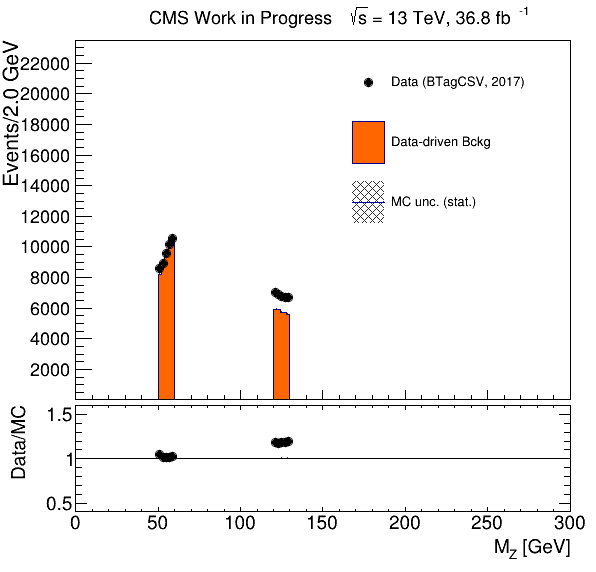 CMS Work in Progress √s = 13 TeV, 36.8 fb -1
Events/2.0 GeV
22000
20000
18000
16000
14000
12000
10000
8000
6000
4000
2000
Data (BTagCSV, 2017)
Data-driven Bckg
MC unc. (stat.)
Data/MC
1.5
1
0.5
0 50 100 150 200 250 300
M_Z [GeV]